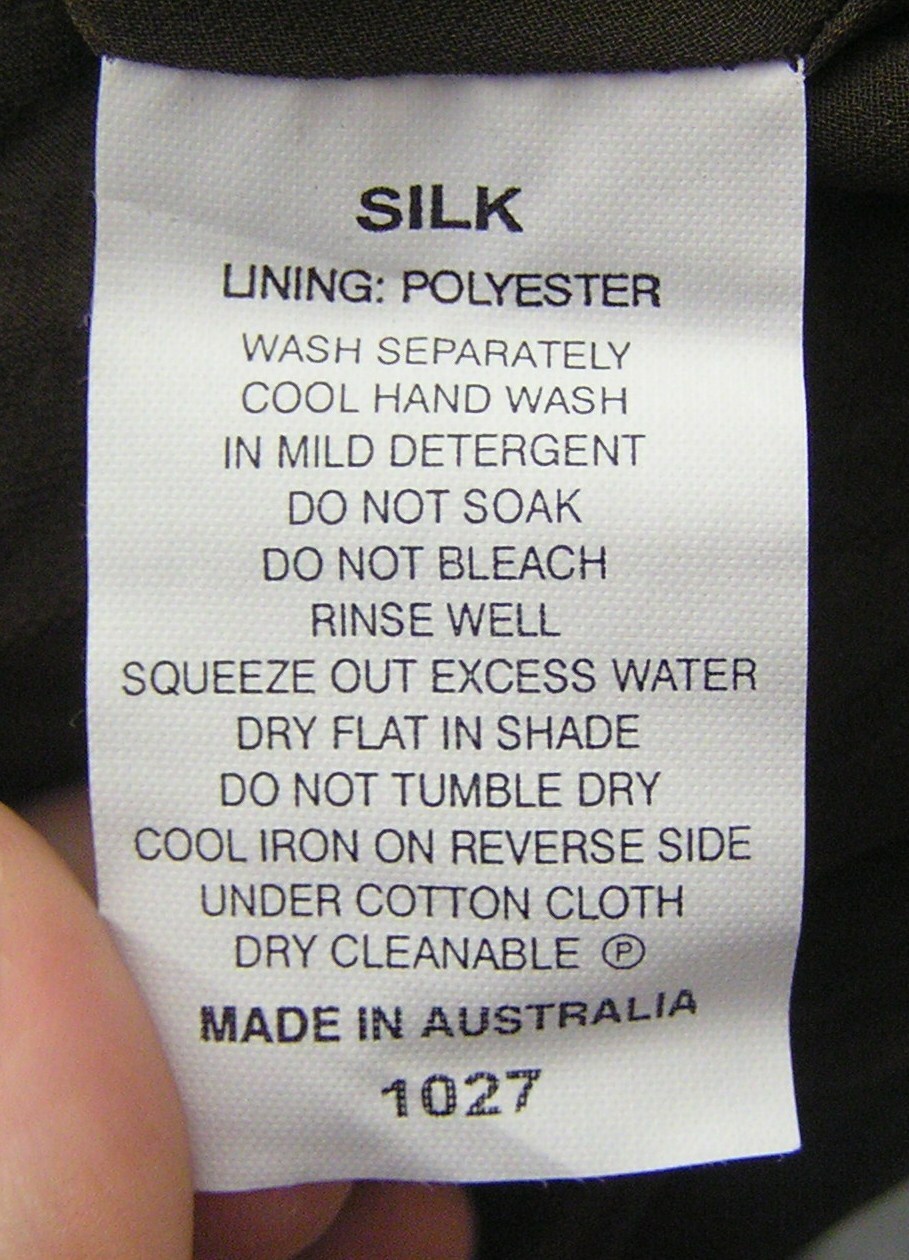 SILK
LINING: POLYESTER
WASH SEPARATELY
COOL HAND WASH
IN MILD DETERGENT
DO NOT SOAK
DO NOT BLEACH
RINSE WELL
SQUEEZE OUT EXCESS WATER
DRY FLAT IN SHADE
DO NOT TUMBLE DRY
COOL IRON ON REVERSE SIDE
UNDER COTTON CLOTH
DRY CLEANABLE Ⓟ
MADE IN AUSTRALIA
1027